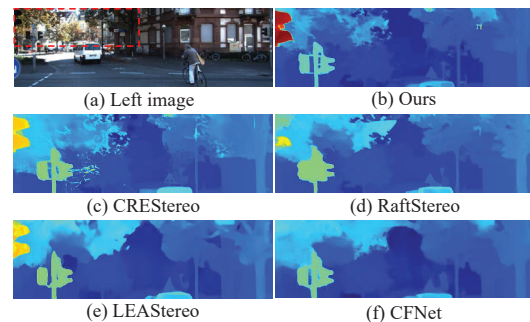 (a) Left image
(b) Ours
(c) CREStereo
(d) RaftStereo
(e) LEAStereo
(f) CFNet